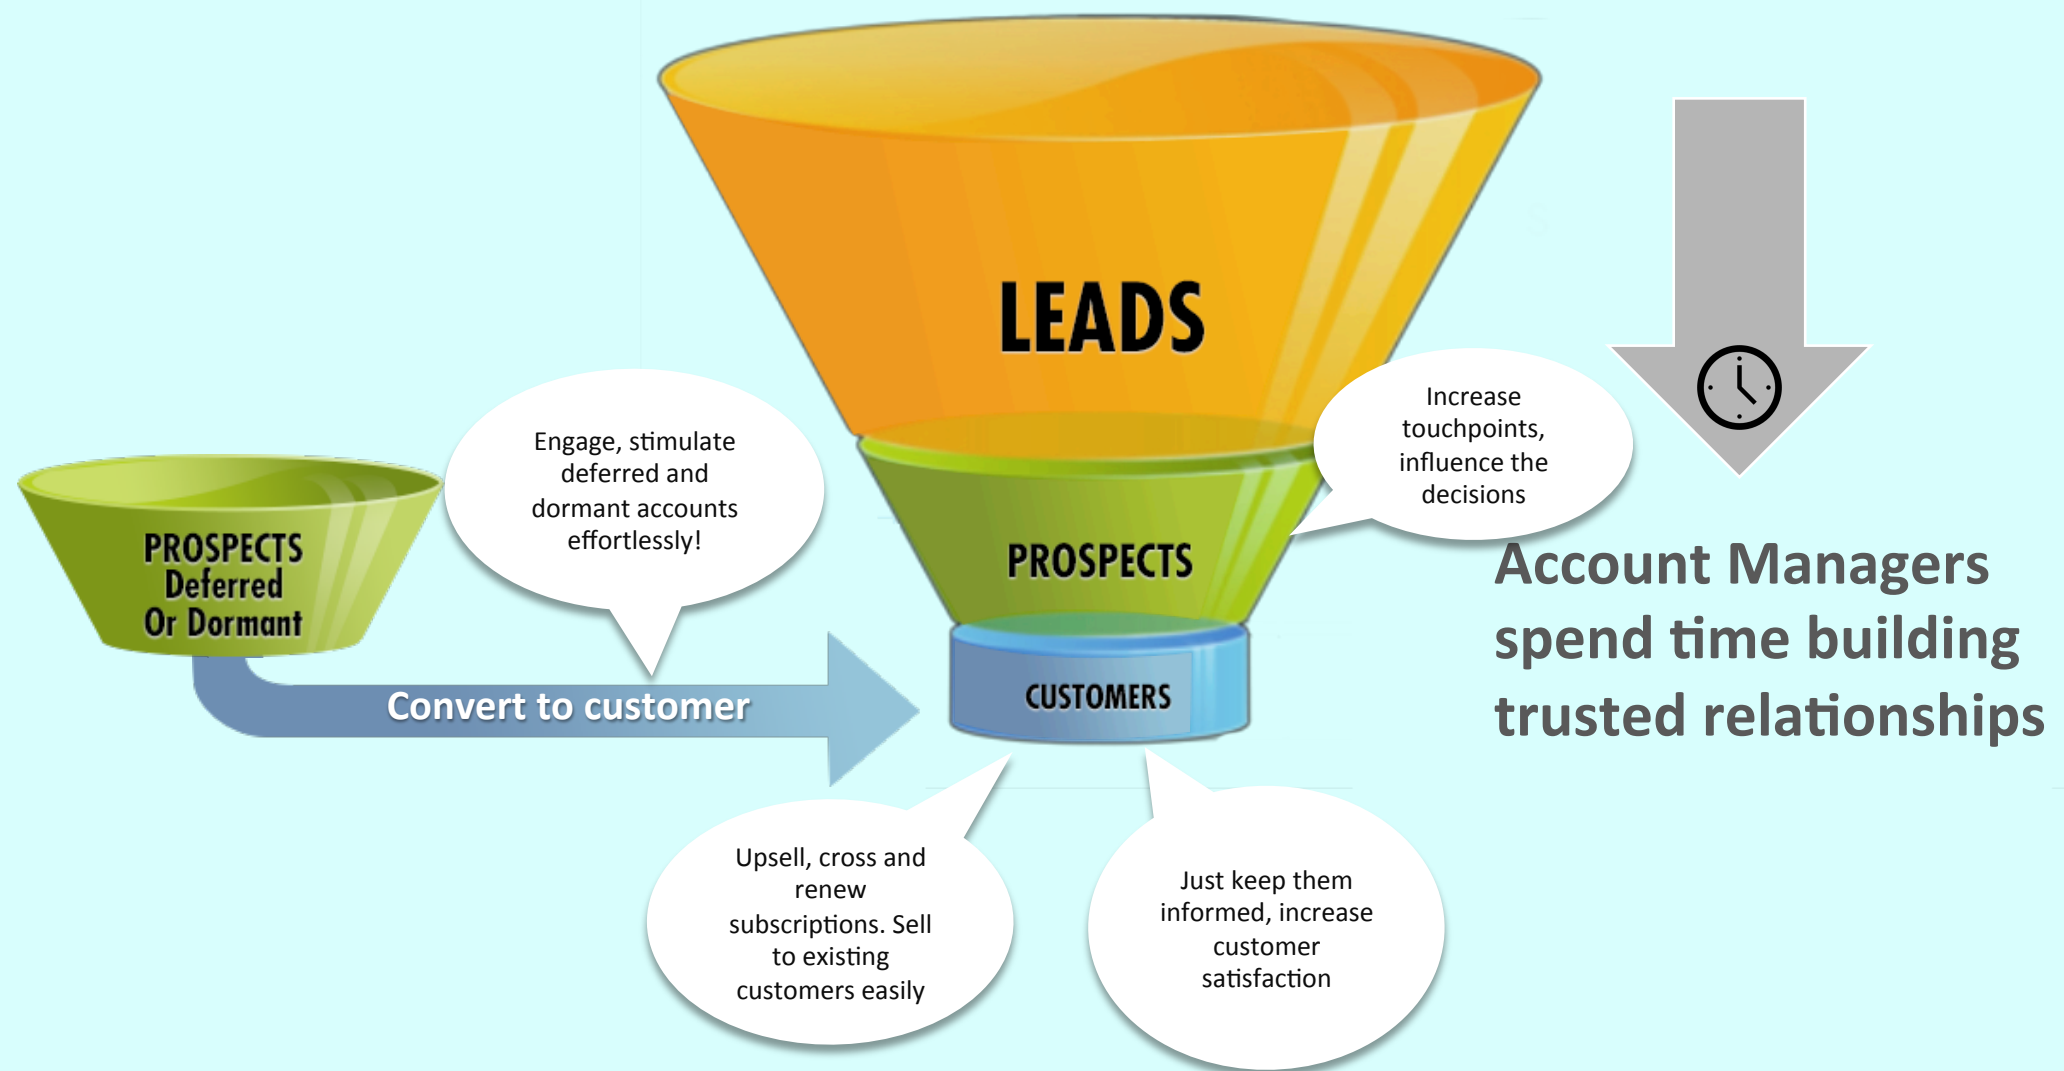 LEADS
Increase
touchpoints,
influence the
decisions
Engage, stimulate
deferred and
dormant accounts
effortlessly!
PROSPECTS
Deferred
Or Dormant
PROSPECTS
Account Managers
spend time building
trusted relationships
Convert to customer
CUSTOMERS
Upsell, cross and
renew
subscriptions. Sell
to existing
customers easily
Just keep them
informed, increase
customer
satisfaction